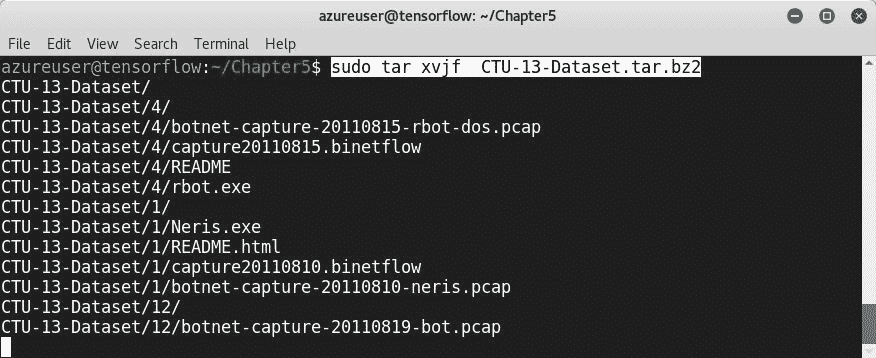 azureuser@tensorflow: ~/Chapter5
File Edit View Search Terminal Help
azureuser@tensorflow:~/Chapter5$ sudo tar xvjf  CTU-13-Dataset.tar.bz2
CTU-13-Dataset/
CTU-13-Dataset/4/
CTU-13-Dataset/4/botnet-capture-20110815-rbot-dos.pcap
CTU-13-Dataset/4/capture20110815.binetflow
CTU-13-Dataset/4/README
CTU-13-Dataset/4/rbot.exe
CTU-13-Dataset/1/
CTU-13-Dataset/1/Neris.exe
CTU-13-Dataset/1/README.html
CTU-13-Dataset/1/capture20110810.binetflow
CTU-13-Dataset/1/botnet-capture-20110810-neris.pcap
CTU-13-Dataset/12/
CTU-13-Dataset/12/botnet-capture-20110819-bot.pcap